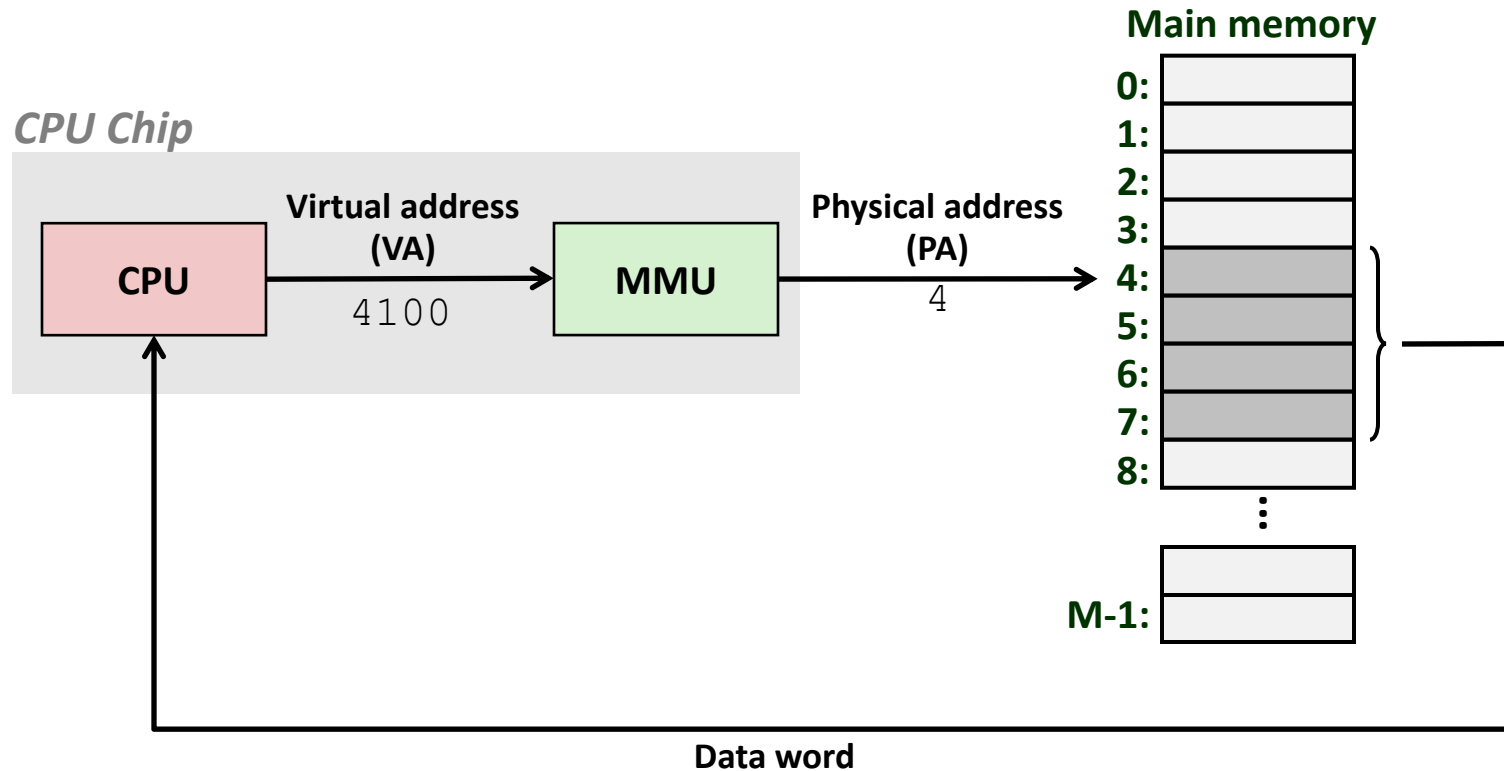 Main memory
CPU Chip
0:
1:
2:
3:
4:
5:
6:
7:
8:
M-1:
Virtual address
(VA)
4100
Physical address
(PA)
4
CPU
MMU
Data word